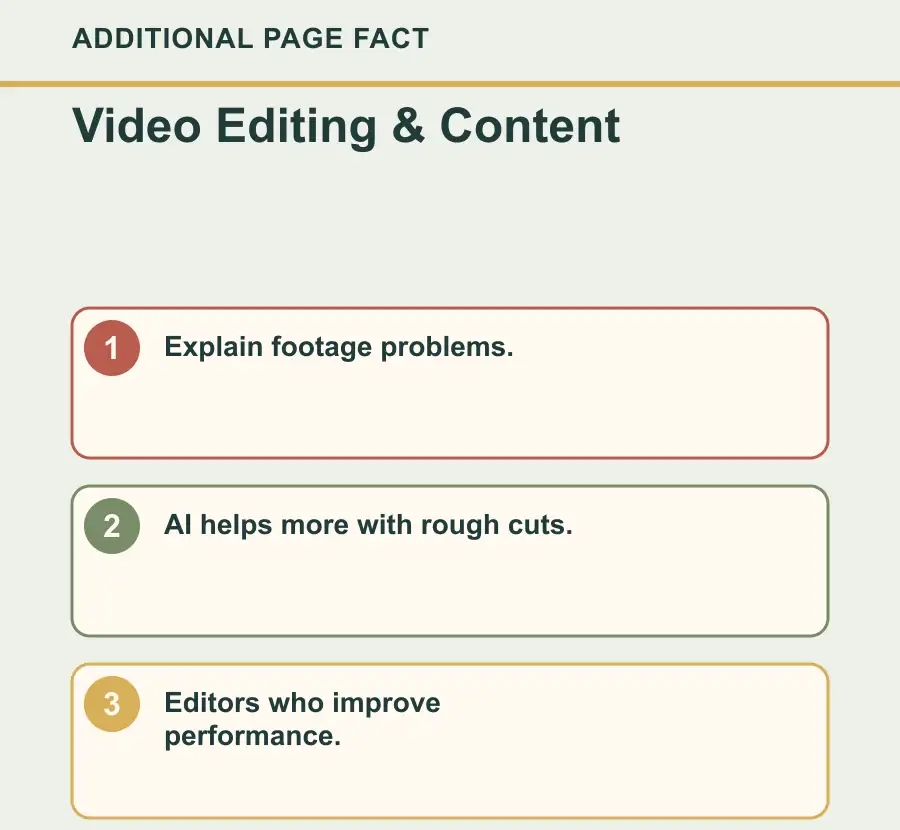 ADDITIONAL PAGE FACT
Video Editing & Content
1
Explain footage problems.
2
AI helps more with rough cuts.
3
Editors who improve
performance.